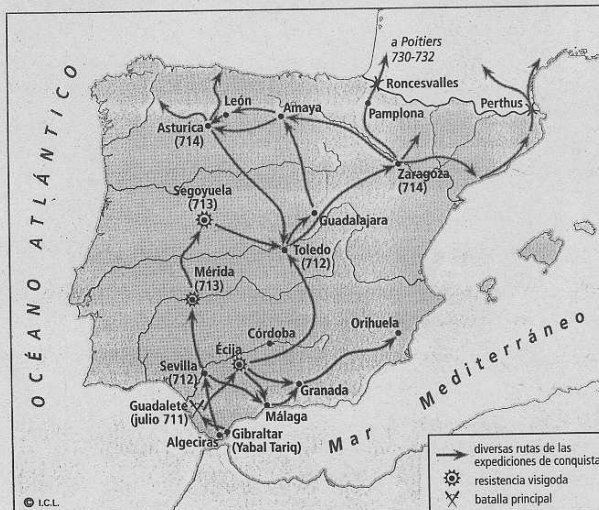 OCÉANO ATLÁNTICO
a Poitiers
730-732
Roncesvalles
Pamplona
Perthus
León
Amaya
Asturica
(714)
Zaragoza
(714)
Segoyuela
(713)
Guadalajara
Toledo
(712)
Mérida
(713)
Córdoba
Orihuela
Écija
Sevilla
(712)
Granada
Guadalete
(julio 711)
Málaga
Algeciras
Gibraltar
(Yabal Tariq)
Mar Mediterráneo
diversas rutas de las
expediciones de conquista
resistencia visigoda
batalla principal
© I.C.L.